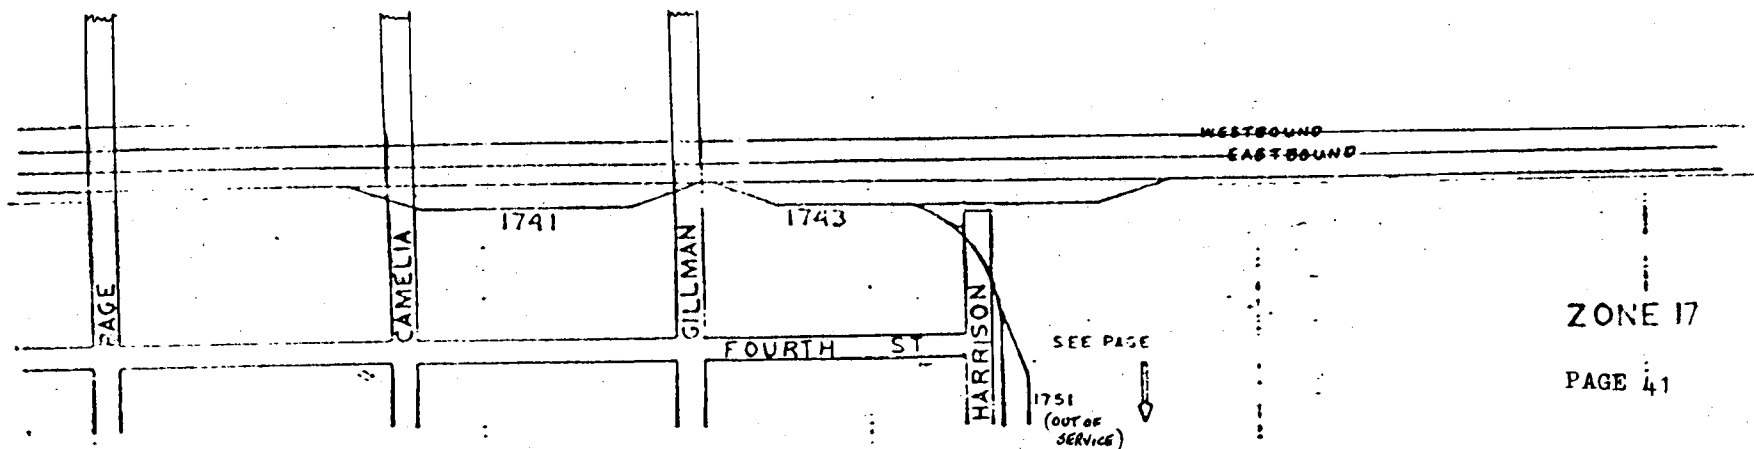 WESTBOUND
EASTBOUND
1741
1743
PAGE
CAMELIA
GILLMAN
HARRISON
FOURTH ST
SEE PAGE
1751
(OUT OF
SERVICE)
ZONE 17
PAGE 41